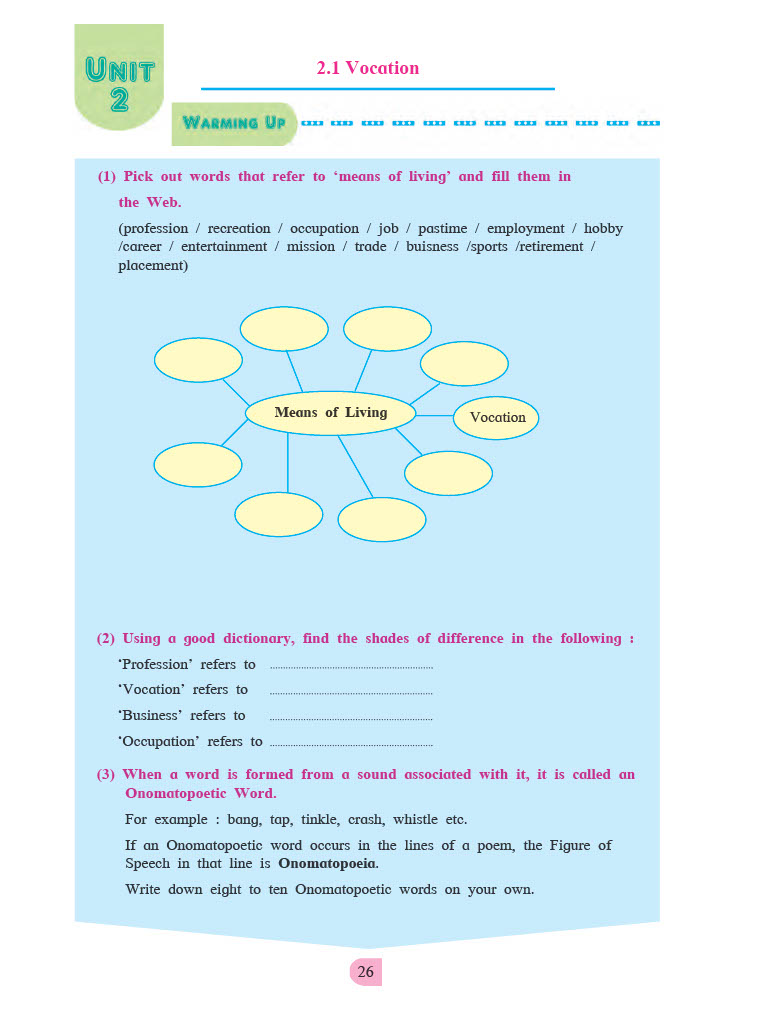 UNIT
2
2.1 Vocation
WARMING UP
(1) Pick out words that refer to ‘means of living’ and fill them in
the Web.
(profession / recreation / occupation / job / pastime / employment / hobby
/career / entertainment / mission / trade / buisness /sports /retirement /
placement)
Means of Living
Vocation
(2) Using a good dictionary, find the shades of difference in the following :
‘Profession’ refers to ..........................................................
‘Vocation’ refers to ..........................................................
‘Business’ refers to ..........................................................
‘Occupation’ refers to ..........................................................
(3) When a word is formed from a sound associated with it, it is called an
Onomatopoetic Word.
For example : bang, tap, tinkle, crash, whistle etc.
If an Onomatopoetic word occurs in the lines of a poem, the Figure of
Speech in that line is Onomatopoeia.
Write down eight to ten Onomatopoetic words on your own.
26